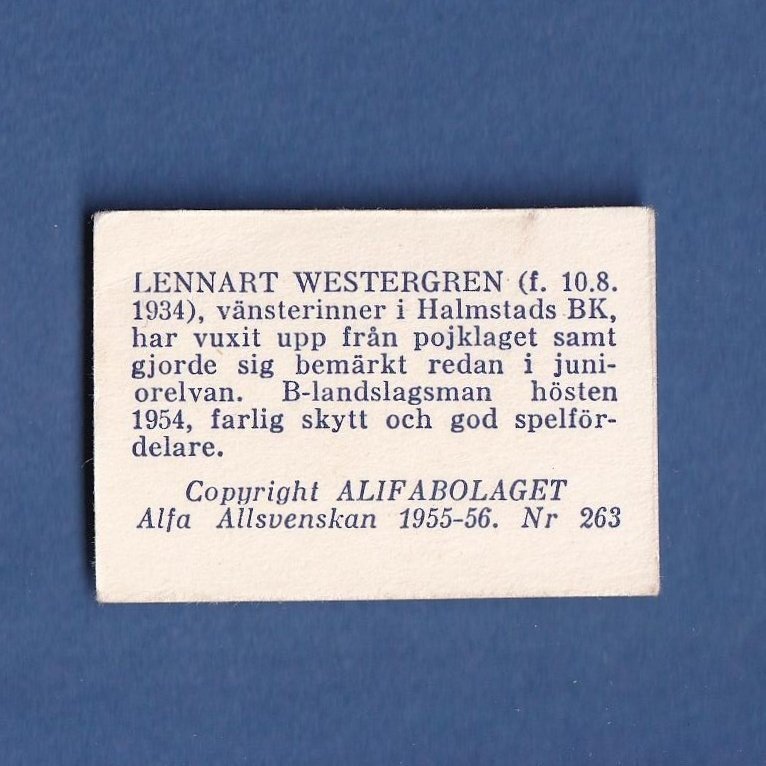 LENNART WESTERGREN (f. 10.8.
1934), vänsterinner i Halmstads BK,
har vuxit upp från pojklaget samt
gjorde sig bemärkt redan i juni-
orelvan. B-landslagsman hösten
1954, farlig skytt och god spelför-
delare.
Copyright ALIFABOLAGET
Alfa Allsvenskan 1955-56. Nr 263